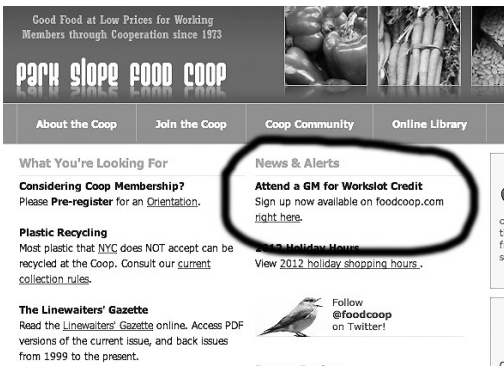 Good Food at Low Prices for Working
Members through Cooperation since 1973
Park Slope Food Coop
About the Coop
Join the Coop
Coop Community
Online Library
What You're Looking For
Considering Coop Membership?
Please Pre-register for an Orientation.
Plastic Recycling
Most plastic that NYC does NOT accept can be
recycled at the Coop. Consult our current
collection rules.
The Linewaiters' Gazette
Read the Linewaiters' Gazette online. Access PDF
versions of the current issue, and back issues
from 1999 to the present.
News & Alerts
Attend a GM for Workslot Credit
Sign up now available on foodcoop.com
right here.
2012 Holiday Hours
View 2012 holiday shopping hours .
Follow
@foodcoop
on Twitter!